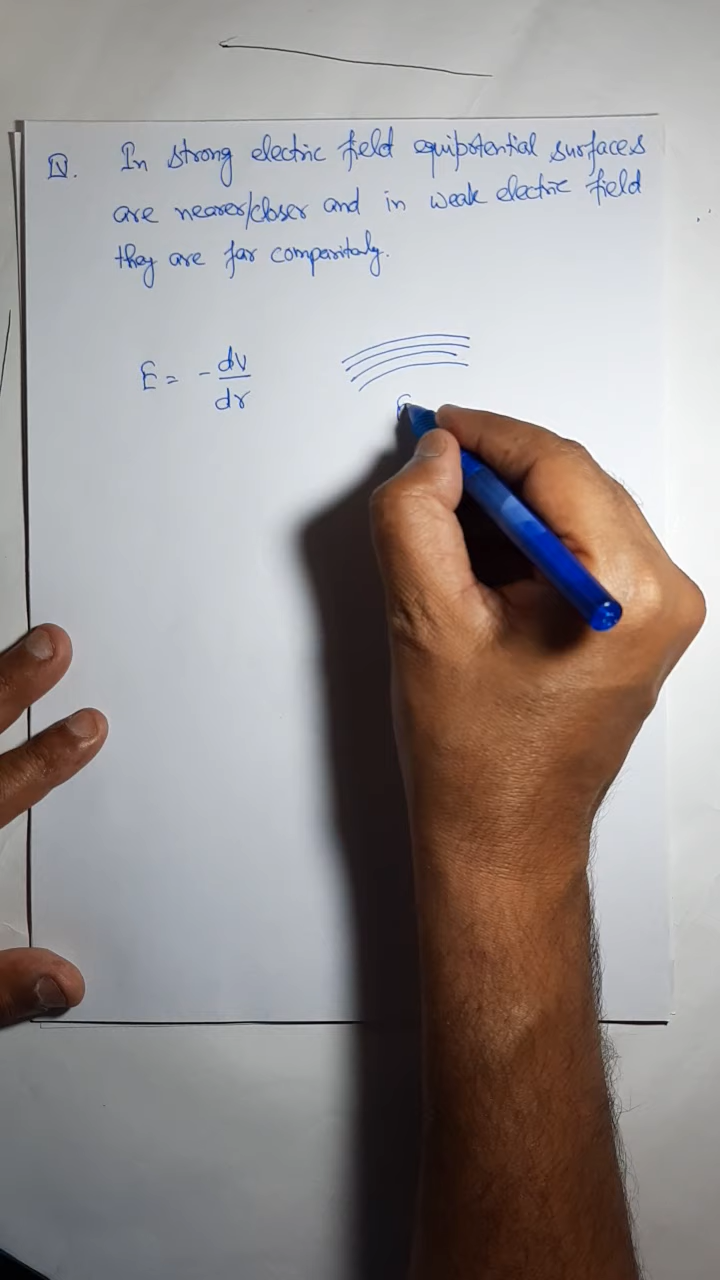 IV. In strong electric field equipotential surfaces
are nearer/closer and in weak electric field
they are far comparitaly.
E = - dv/dr